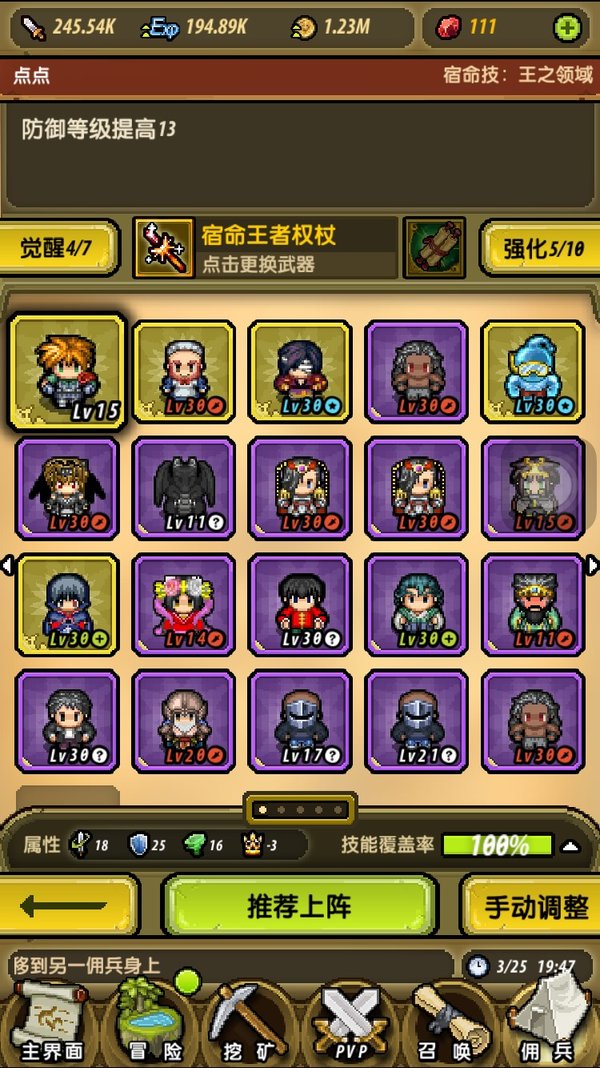 245.54K Exp 194.89K 1.23M 111
点点 宿命技：王之领域
防御等级提高13
觉醒4/7 宿命王者权杖 强化5/10
点击更换武器
Lv15 Lv30 Lv30 Lv30 Lv30
Lv30 Lv11 ? Lv30 Lv30 Lv15
Lv30 Lv14 Lv30 ? Lv30 Lv11
Lv30 ? Lv20 Lv17 ? Lv21 ? Lv30
属性 18 25 16 -3 技能覆盖率 100%
推荐上阵 手动调整
移到另一佣兵身上 3/25 19:47
主界面 冒险 挖矿 PVP 召唤 佣兵